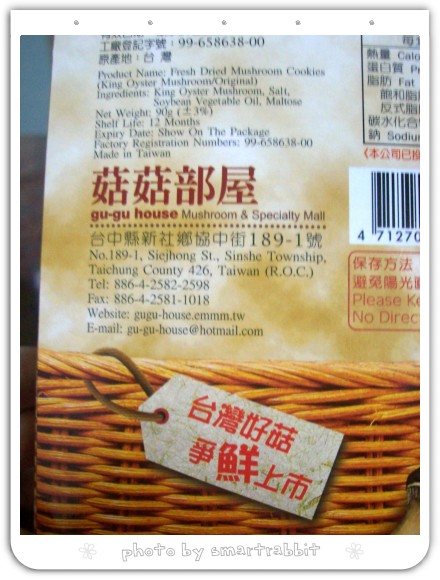 工廠登記字號：99-658638-00
原產地：台灣
Product Name: Fresh Dried Mushroom Cookies
(King Oyster Mushroom/Original)
Ingredients: King Oyster Mushroom, Salt,
Soybean Vegetable Oil, Maltose
Net Weight: 90g (±3%)
Shelf Life: 12 Months
Expiry Date: Show On The Package
Factory Registration Numbers: 99-658638-00
Made in Taiwan
菇菇部屋
gu-gu house Mushroom & Specialty Mall
台中縣新社鄉協中街189-1號
No.189-1, Siejhong St., Sinshe Township,
Taichung County 426, Taiwan (R.O.C.)
Tel: 886-4-2582-2598
Fax: 886-4-2581-1018
Website: gugu-house.emmm.tw
E-mail: gu-gu-house@hotmail.com
熱量 Calo
蛋白質 P
脂肪 Fat
飽和脂
反式脂
碳水化合
鈉 Sodiu
《本公司已投
4 71270
保存方法
避免陽光
Please Ke
No Direc
台灣好菇
爭鮮上市
photo by smartrabbit